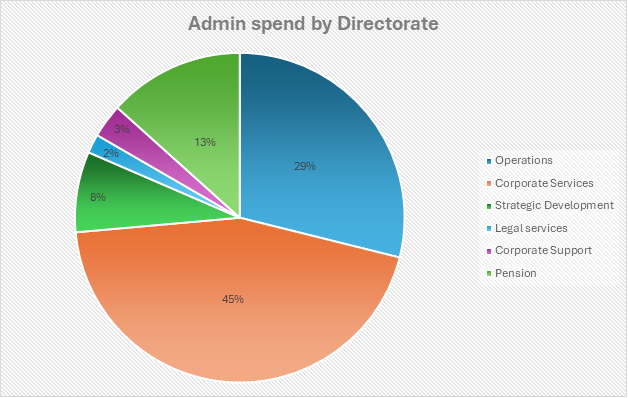 Admin spend by Directorate
13%
29%
3%
2%
8%
45%
Operations
Corporate Services
Strategic Development
Legal services
Corporate Support
Pension